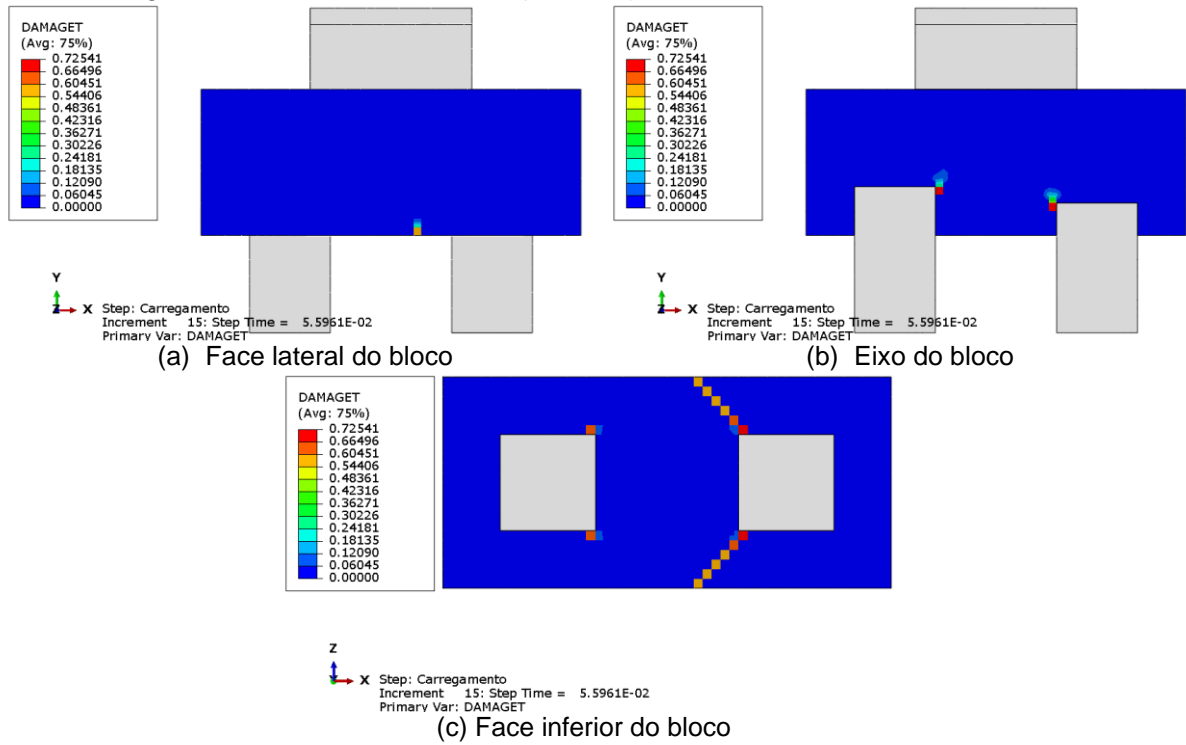 DAMAGET
(Avg: 75%)
0.72541
0.66496
0.60451
0.54406
0.48361
0.42316
0.36271
0.30226
0.24181
0.18135
0.12090
0.06045
0.00000
Y
Z X
Step: Carregamento
Increment 15: Step Time = 5.5961E-02
Primary Var: DAMAGET
(a) Face lateral do bloco
DAMAGET
(Avg: 75%)
0.72541
0.66496
0.60451
0.54406
0.48361
0.42316
0.36271
0.30226
0.24181
0.18135
0.12090
0.06045
0.00000
Y
Z X
Step: Carregamento
Increment 15: Step Time = 5.5961E-02
Primary Var: DAMAGET
(b) Eixo do bloco
DAMAGET
(Avg: 75%)
0.72541
0.66496
0.60451
0.54406
0.48361
0.42316
0.36271
0.30226
0.24181
0.18135
0.12090
0.06045
0.00000
Z
Y X
Step: Carregamento
Increment 15: Step Time = 5.5961E-02
Primary Var: DAMAGET
(c) Face inferior do bloco